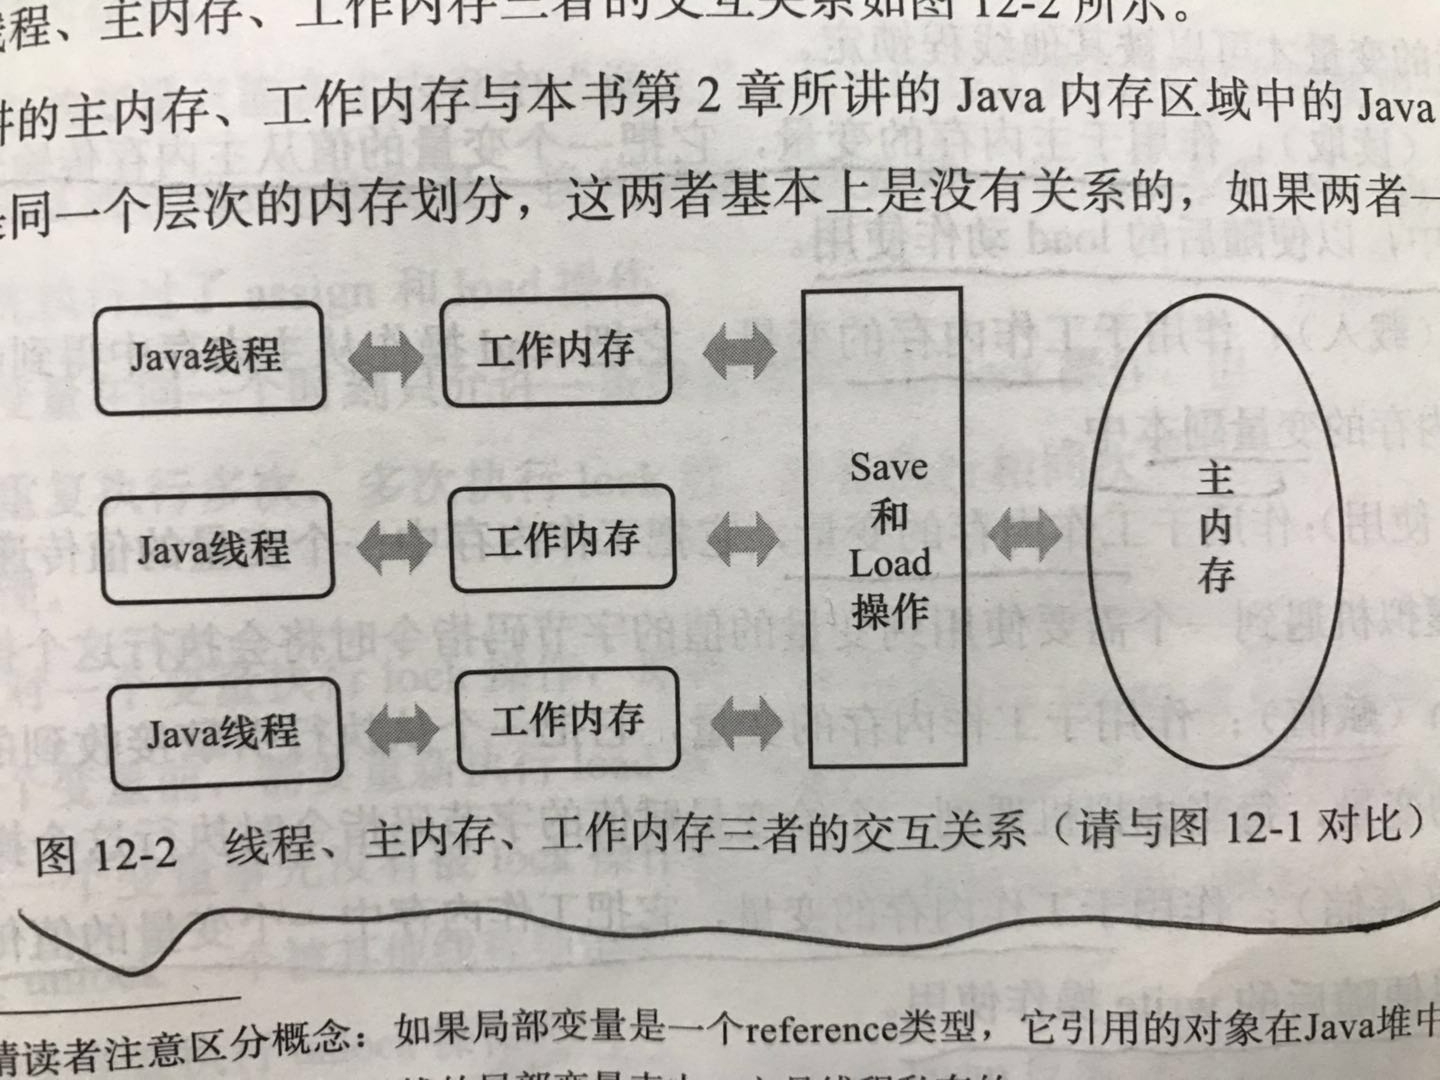 线程、主内存、工作内存三者的交互关系如图 12-2 所示。
讲的主内存、工作内存与本书第 2 章所讲的 Java 内存区域中的 Java
是同一个层次的内存划分，这两者基本上是没有关系的，如果两者一
Java线程
工作内存
Java线程
工作内存
Java线程
工作内存
Save
和
Load
操作
主
内
存
图 12-2 线程、主内存、工作内存三者的交互关系（请与图 12-1 对比）
请读者注意区分概念：如果局部变量是一个reference类型，它引用的对象在Java堆中